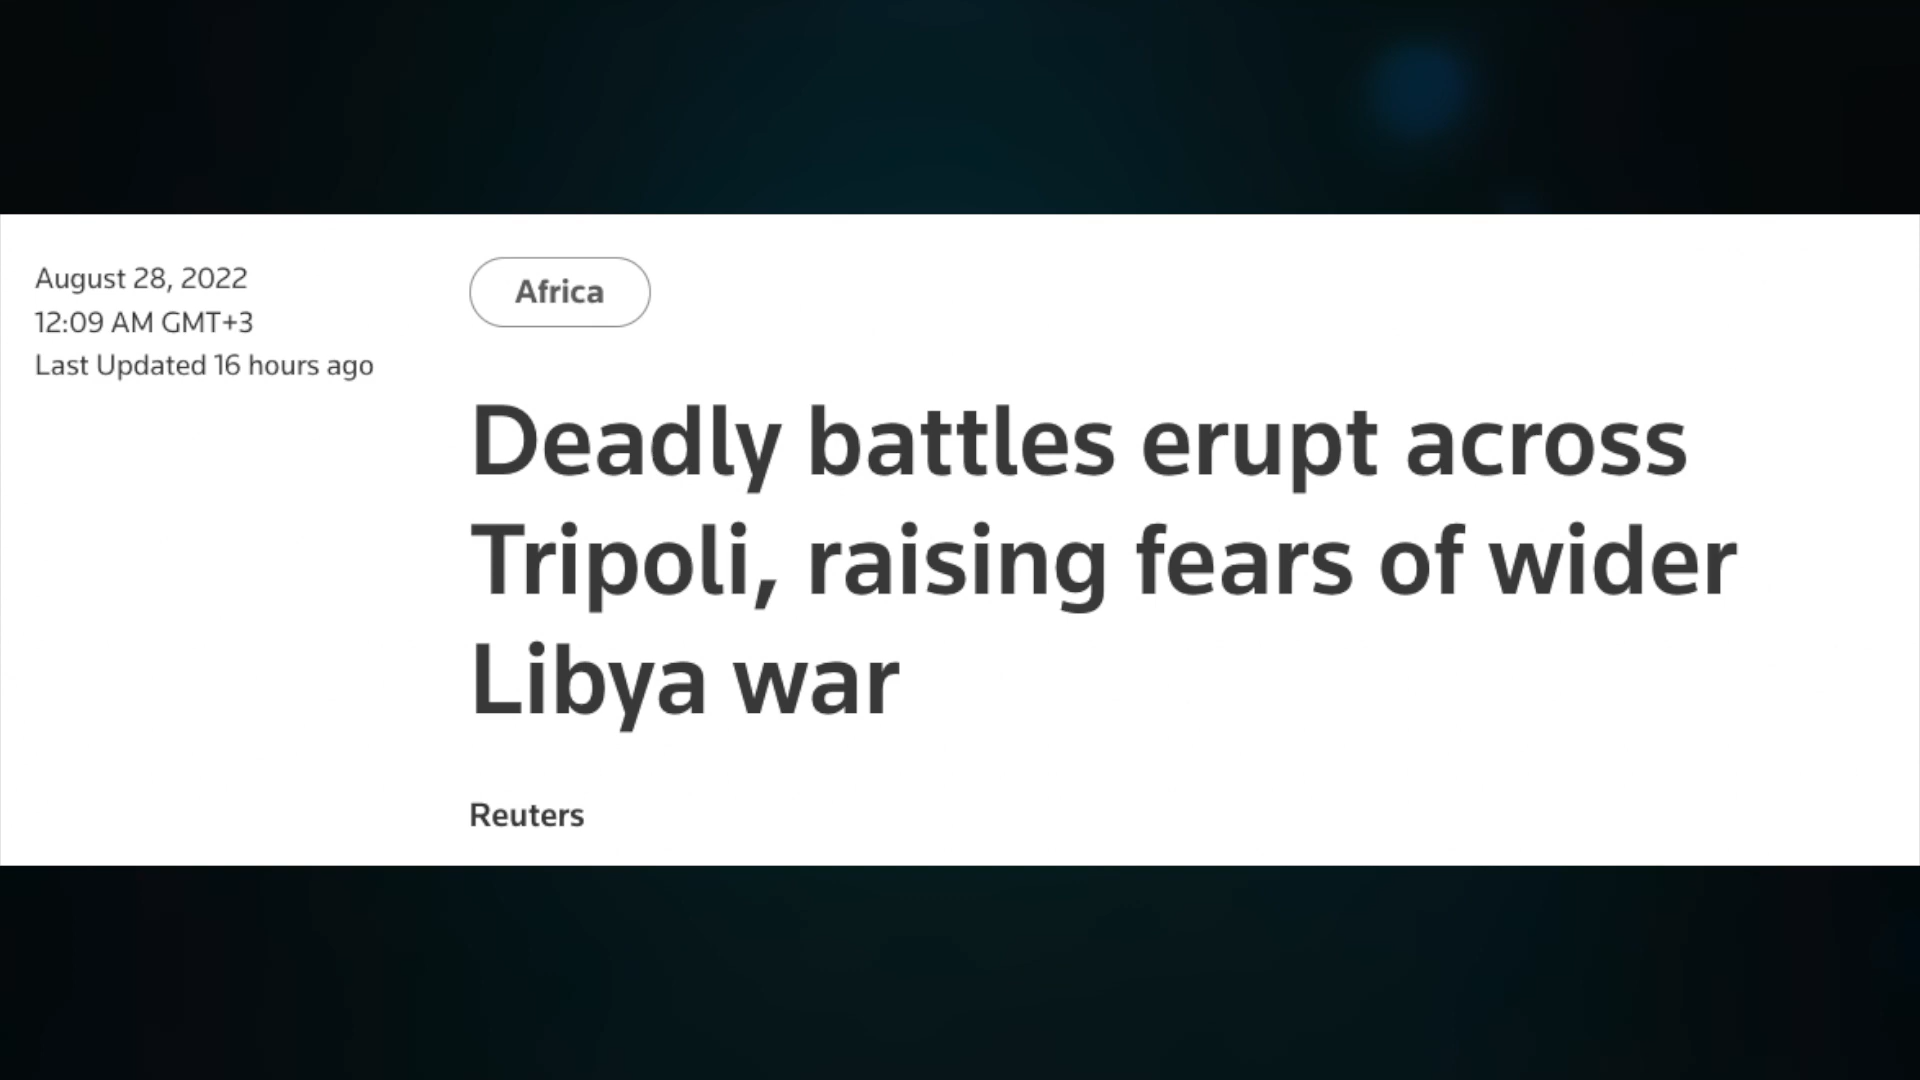 August 28, 2022
12:09 AM GMT+3
Last Updated 16 hours ago
Africa
Deadly battles erupt across
Tripoli, raising fears of wider
Libya war
Reuters